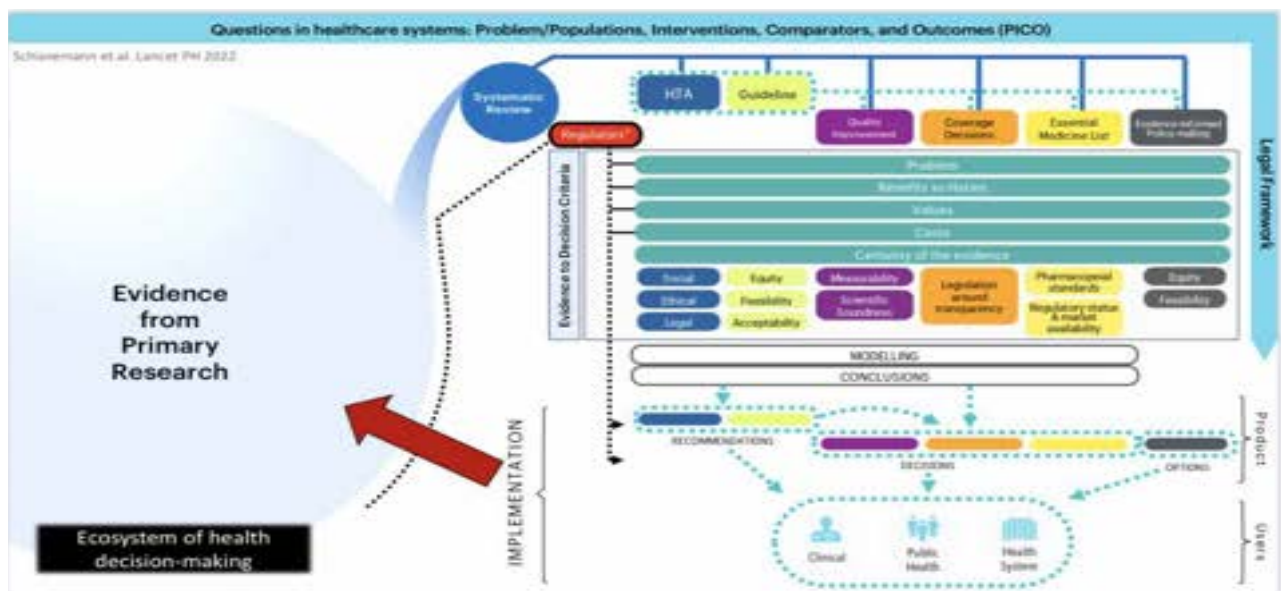 Questions in healthcare systems: Problem/Populations, Interventions, Comparators, and Outcomes (PICO)
Schünemann et al. Lancet PH 2022
Systematic
Review
HTA
Guideline
Regulators*
Quality
Improvement
Coverage
Decisions
Essential
Medicine List
Evidence-informed
Policy-making
Legal Framework
Evidence to Decision Criteria
Problem
Benefits and Harms
Values
Costs
Certainty of the evidence
Social
Ethical
Legal
Equity
Feasibility
Acceptability
Measurability
Scientific
Soundness
Legislation
around
transparency
Pharmacopeial
standards
Regulatory status
& market
availability
Equity
Feasibility
Evidence
from
Primary
Research
MODELLING
CONCLUSIONS
IMPLEMENTATION
RECOMMENDATIONS
DECISIONS
OPTIONS
Product
Clinical
Public
Health
Health
System
Users
Ecosystem of health
decision-making